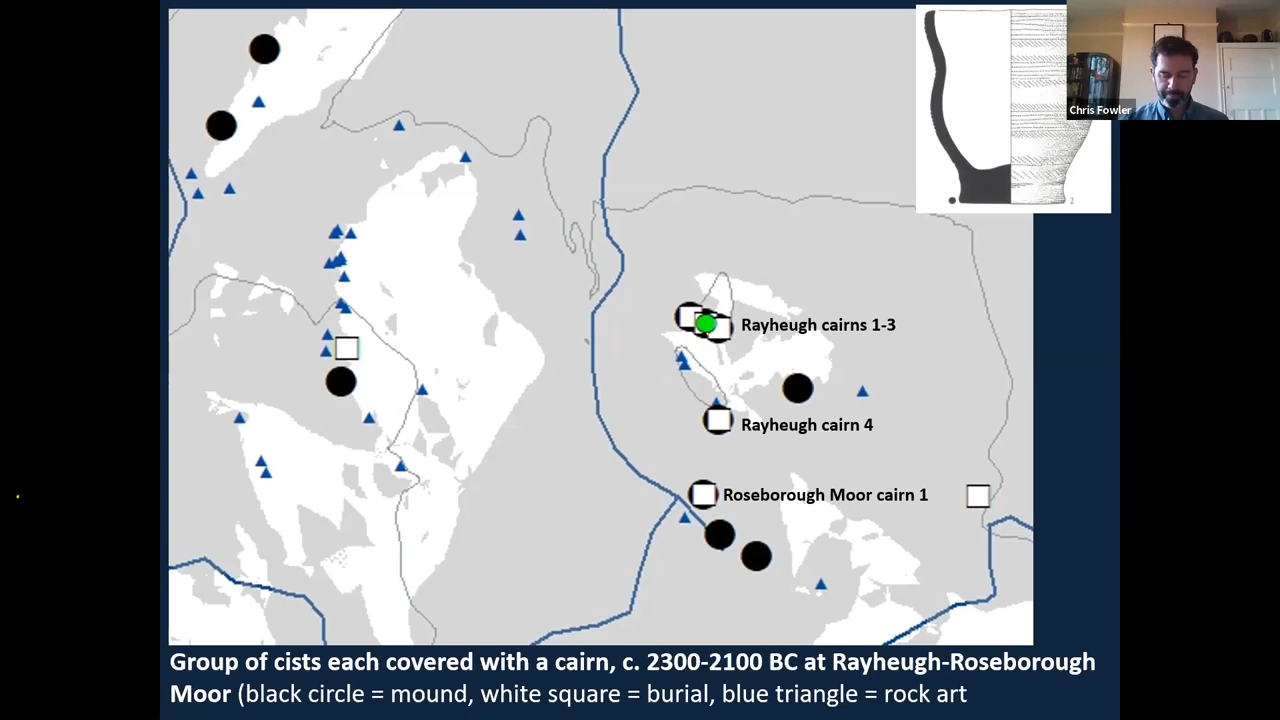 2
Chris Fowler
Rayheugh cairns 1-3
Rayheugh cairn 4
Roseborough Moor cairn 1
Group of cists each covered with a cairn, c. 2300-2100 BC at Rayheugh-Roseborough
Moor (black circle = mound, white square = burial, blue triangle = rock art